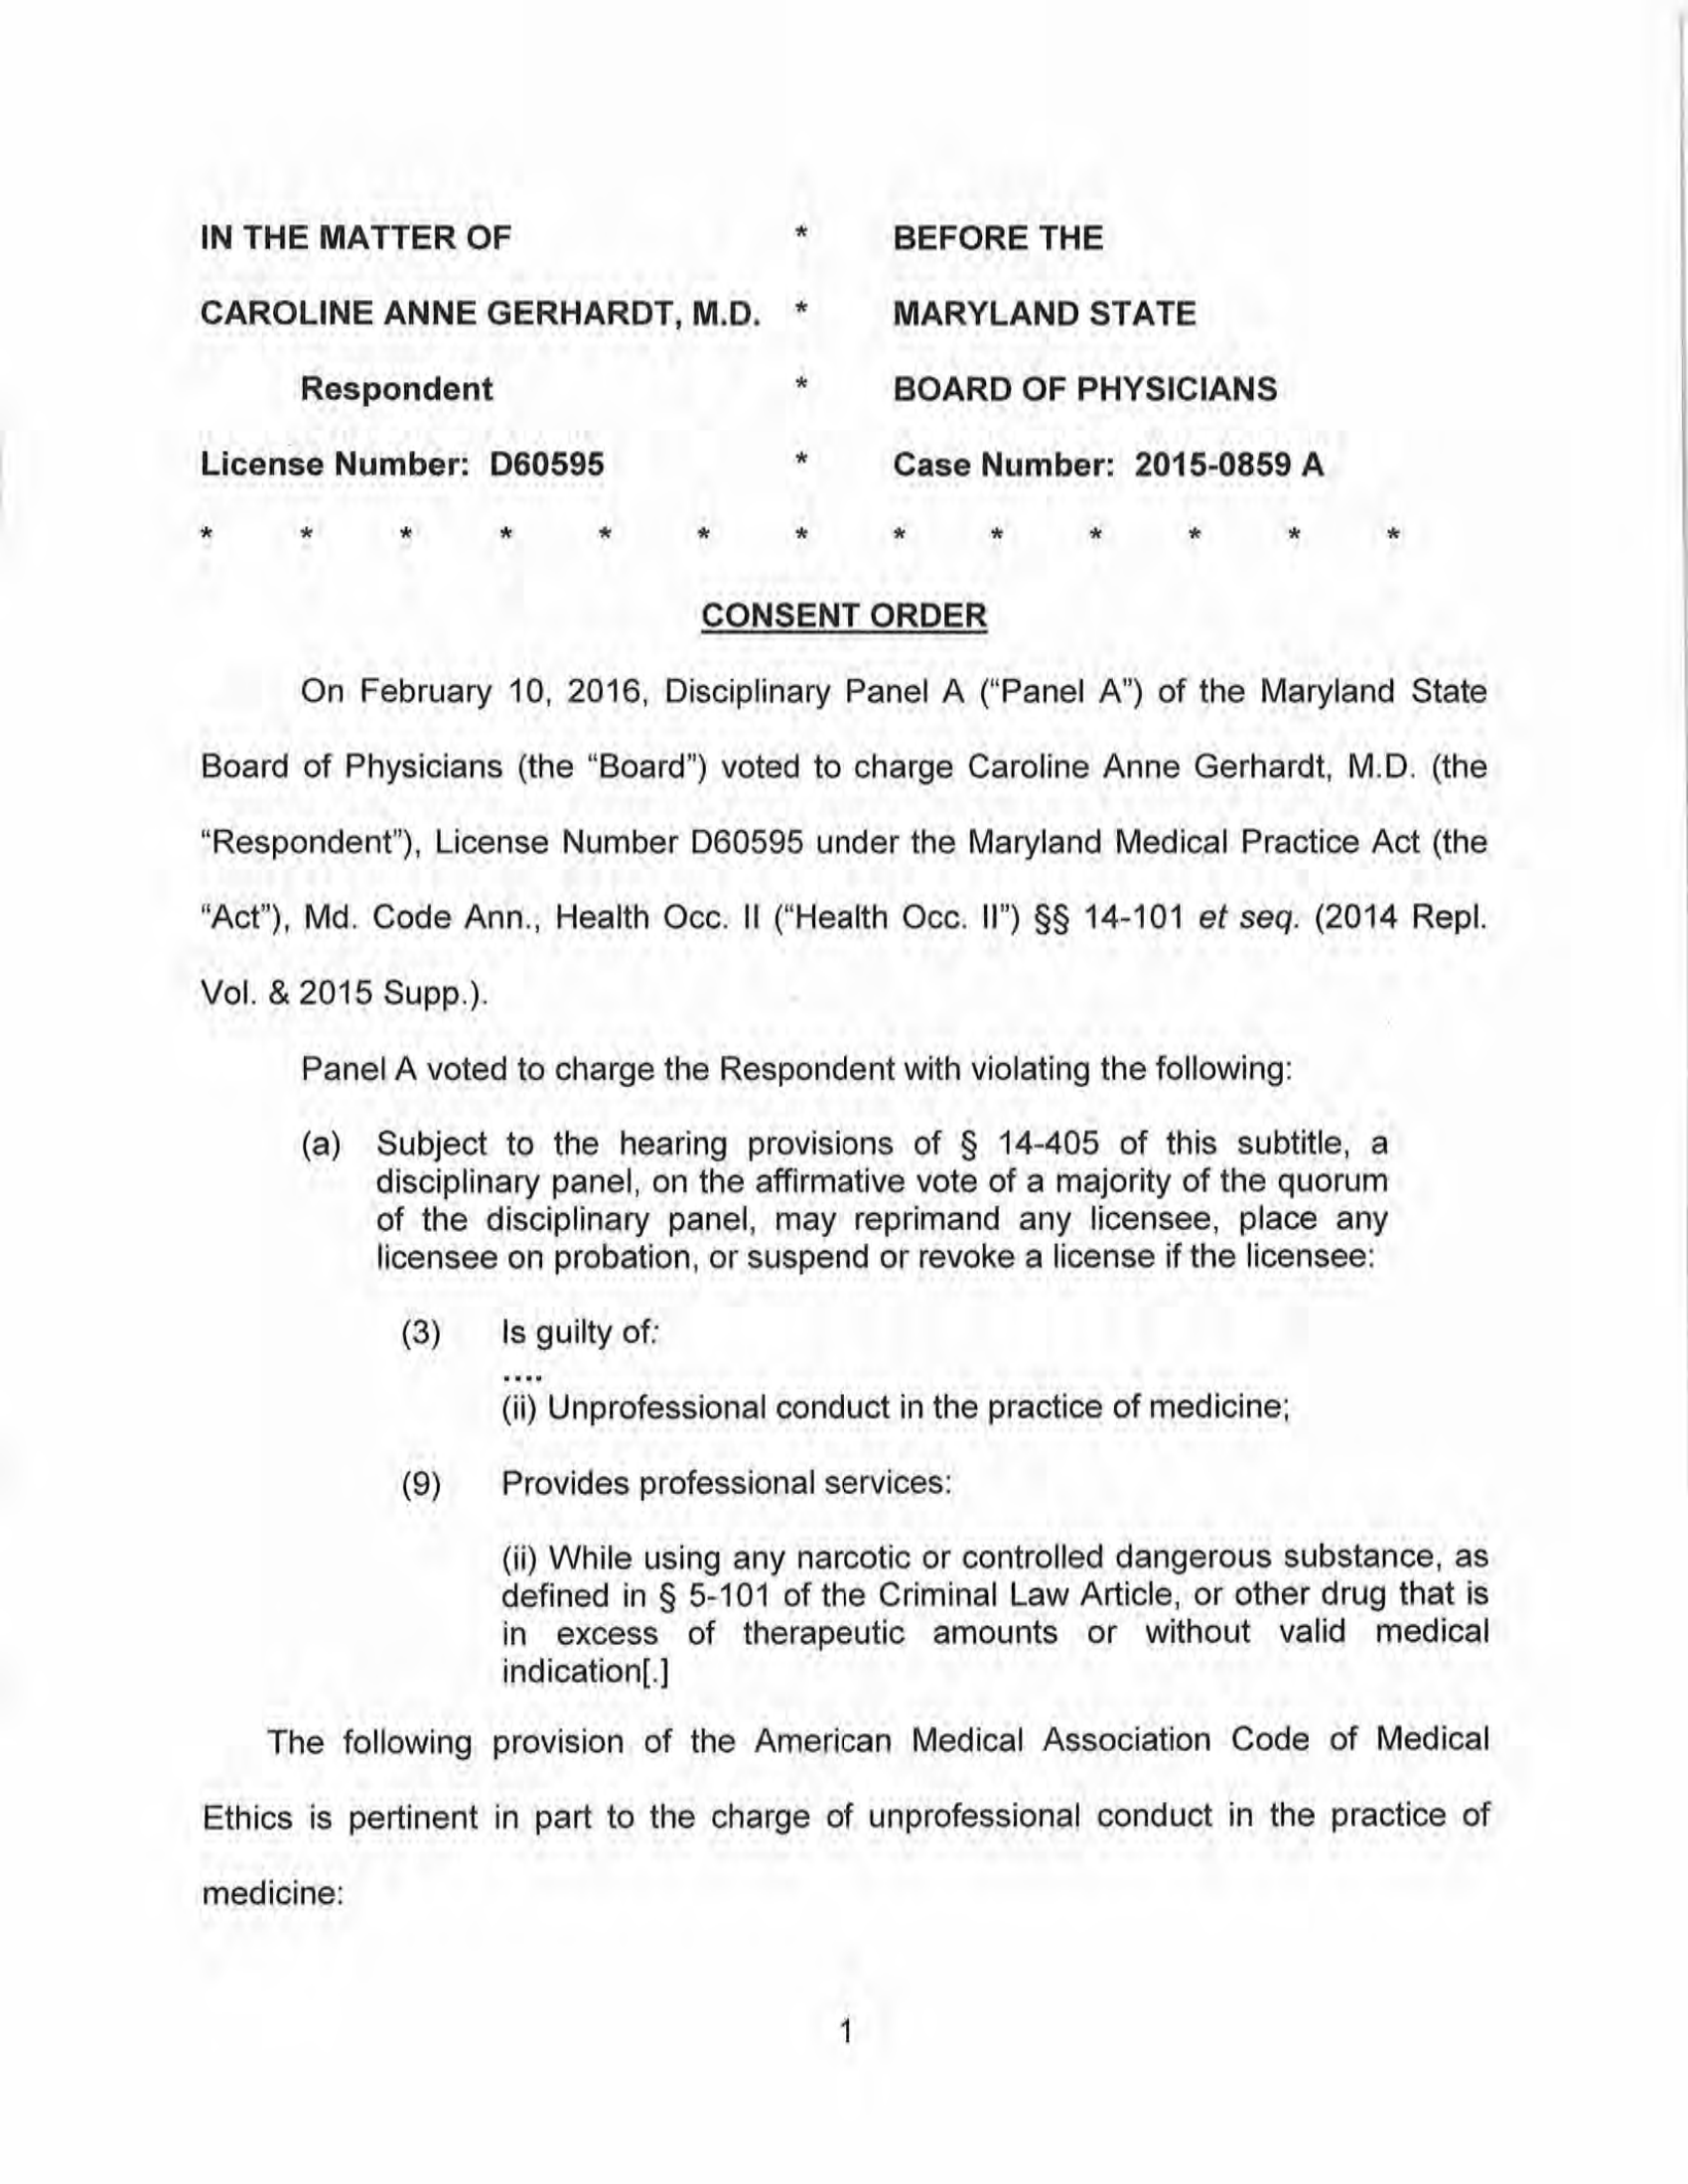 IN THE MATTER OF * BEFORE THE
CAROLINE ANNE GERHARDT, M.D. * MARYLAND STATE
Respondent * BOARD OF PHYSICIANS
License Number: D60595 * Case Number: 2015-0859 A
* * * * * * * * * * * * *
CONSENT ORDER
On February 10, 2016, Disciplinary Panel A (“Panel A”) of the Maryland State
Board of Physicians (the “Board”) voted to charge Caroline Anne Gerhardt, M.D. (the
“Respondent”), License Number D60595 under the Maryland Medical Practice Act (the
“Act”), Md. Code Ann., Health Occ. II (“Health Occ. II”) §§ 14-101 et seq. (2014 Repl.
Vol. & 2015 Supp.).
Panel A voted to charge the Respondent with violating the following:
(a) Subject to the hearing provisions of § 14-405 of this subtitle, a
disciplinary panel, on the affirmative vote of a majority of the quorum
of the disciplinary panel, may reprimand any licensee, place any
licensee on probation, or suspend or revoke a license if the licensee:
(3) Is guilty of:
....
(ii) Unprofessional conduct in the practice of medicine;
(9) Provides professional services:
(ii) While using any narcotic or controlled dangerous substance, as
defined in § 5-101 of the Criminal Law Article, or other drug that is
in excess of therapeutic amounts or without valid medical
indication[.]
The following provision of the American Medical Association Code of Medical
Ethics is pertinent in part to the charge of unprofessional conduct in the practice of
medicine:
1